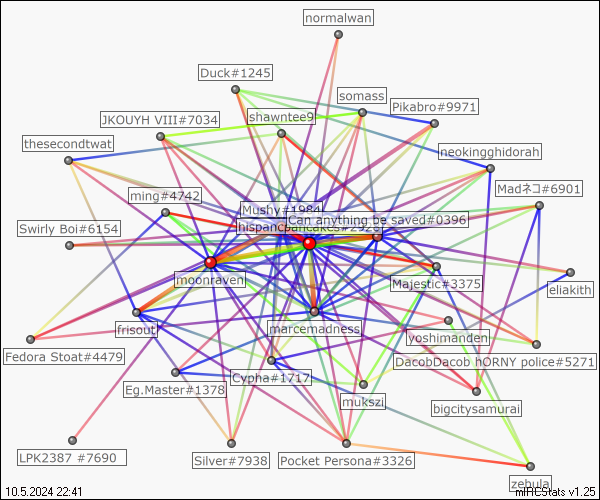 normalwan
Duck#1245
somass
Pikabro#9971
shawntee9
JKOUYH VIII#7034
thesecondtwat
neokingghidorah
ming#4742
Madネコ#6901
Mushy#1984
Can anything be saved#0396
Swirly Boi#6154
hispancpancakes#2926
moonraven
Majestic#3375
eliakith
frisout
marcemadness
yoshimanden
Fedora Stoat#4479
DacobDacob hORNY police#5271
Cypha#1717
Eg.Master#1378
mukszi
bigcitysamurai
LPK2387 #7690
Silver#7938
Pocket Persona#3326
zebula
10.5.2024 22:41
mIRCStats v1.25